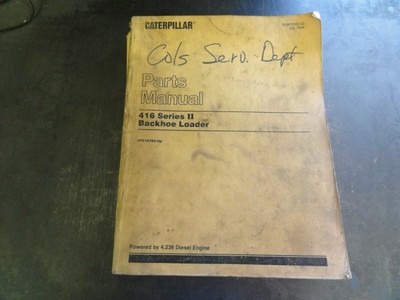 CATERPILLAR
Cols Serv. Dept
Parts
Manual
416 Series II
Backhoe Loader
Powered by 4.236 Diesel Engine